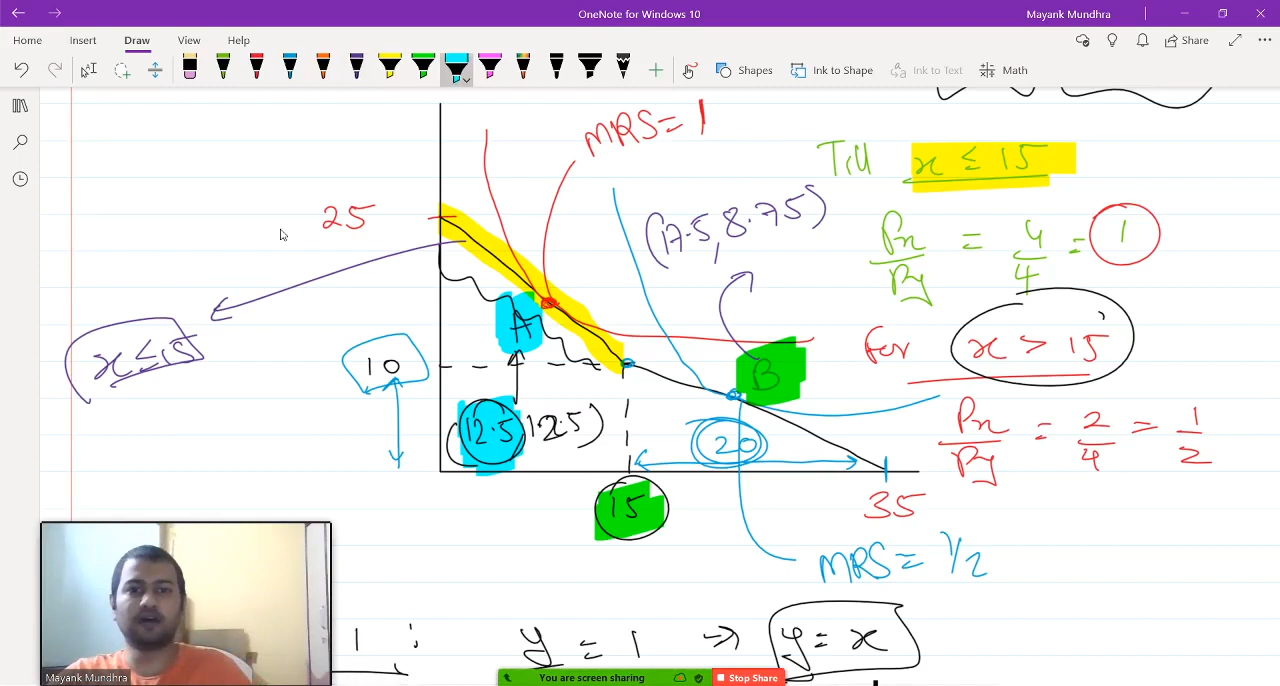 OneNote for Windows 10
Mayank Mundhra
Home Insert Draw View Help
Share
Shapes Ink to Shape Ink to Text Math
MRS = 1
Till x ≤ 15
25
(17.5, 8.75)
Px/Py = 4/4 = 1
x ≤ 15
10
A
B
for x > 15
(12.5, 12.5)
20
Px/Py = 2/4 = 1/2
15
35
MRS = 1/2
1 : y = 1 → y = x
Mayank Mundhra
You are screen sharing Stop Share